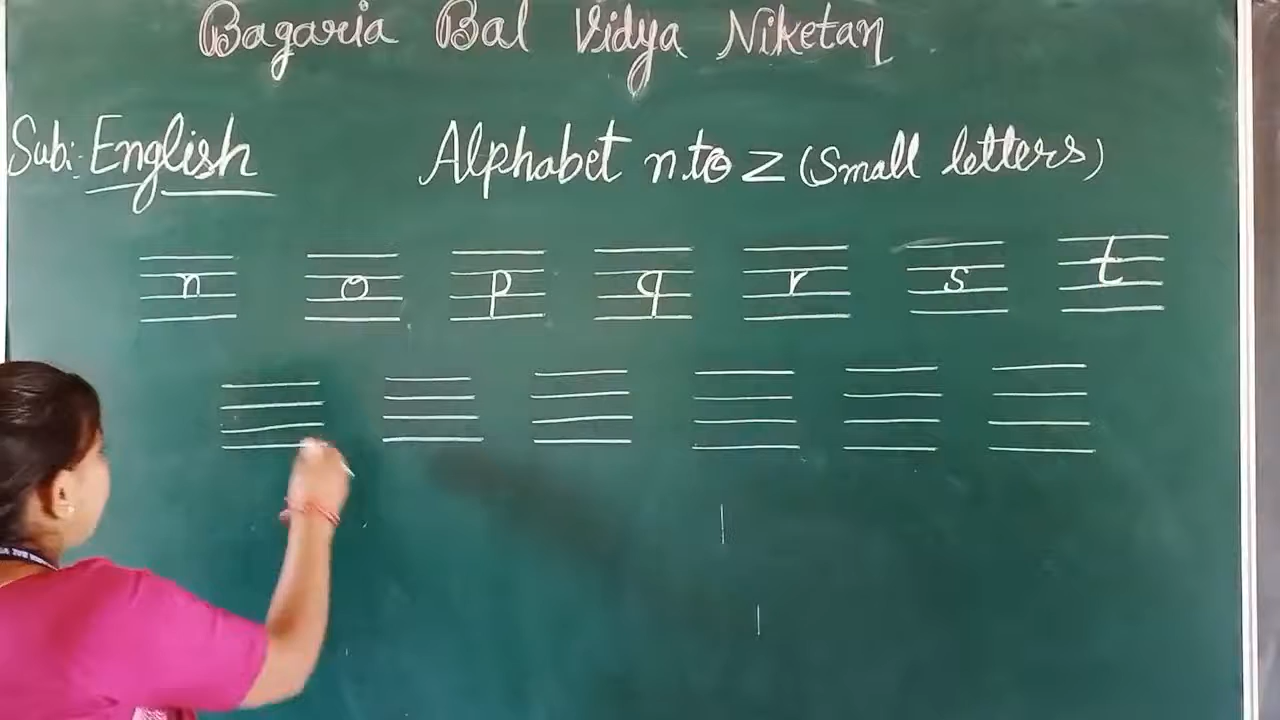 Bagaria Bal Vidya Niketan
Sub:- English Alphabet n to z (Small letters)
n o p q r s t